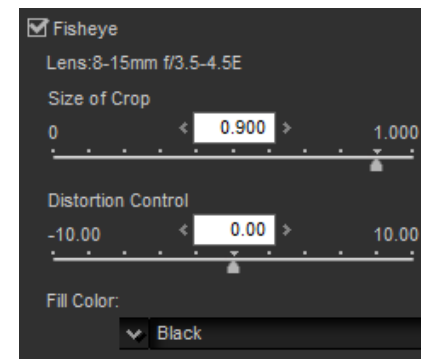 Fisheye
Lens:8-15mm f/3.5-4.5E
Size of Crop
0 < 0.900 > 1.000
Distortion Control
-10.00 < 0.00 > 10.00
Fill Color:
Black